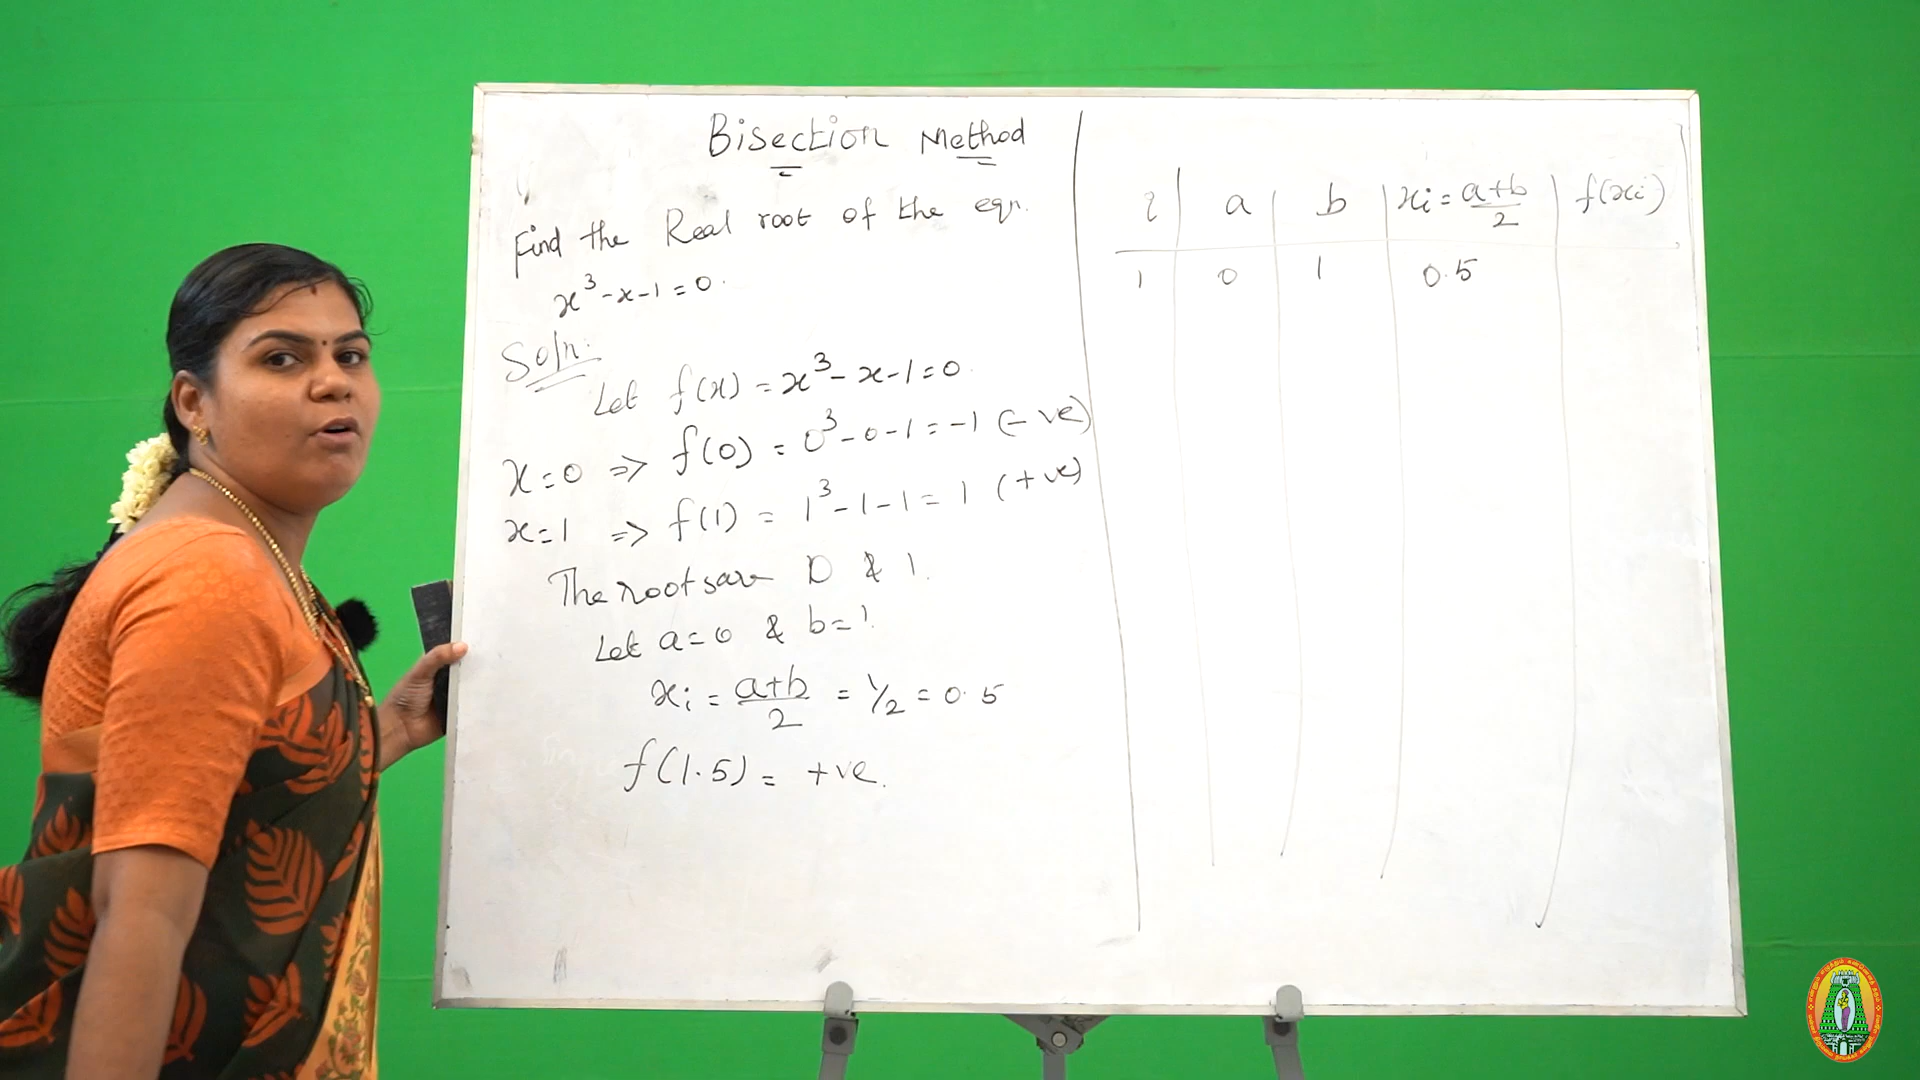 Bisection Method
Find the Real root of the eqn.
x³-x-1=0.
Soln:
Let f(x) = x³-x-1=0.
x=0 ⇒ f(0) = 0³-0-1=-1 (-ve)
x=1 ⇒ f(1) = 1³-1-1=1 (+ve)
The roots are 0 & 1.
Let a=0 & b=1.
xi = a+b/2 = 1/2 = 0.5
f(1.5) = +ve.
i a b xi = a+b/2 f(xi)
1 0 1 0.5